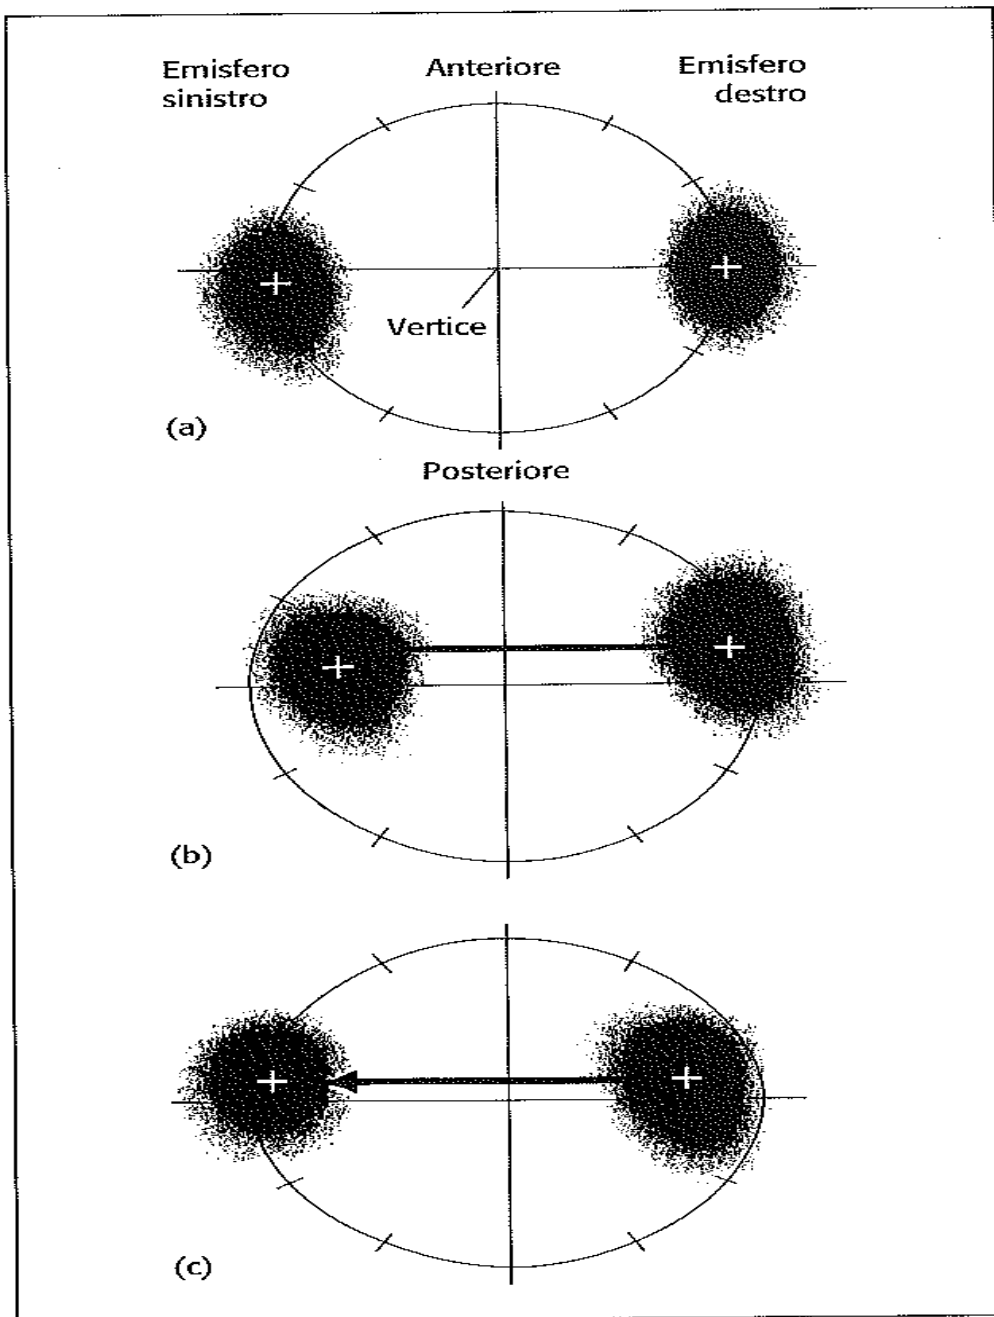 Emisfero
sinistro
Anteriore
Emisfero
destro
Vertice
(a)
Posteriore
(b)
(c)